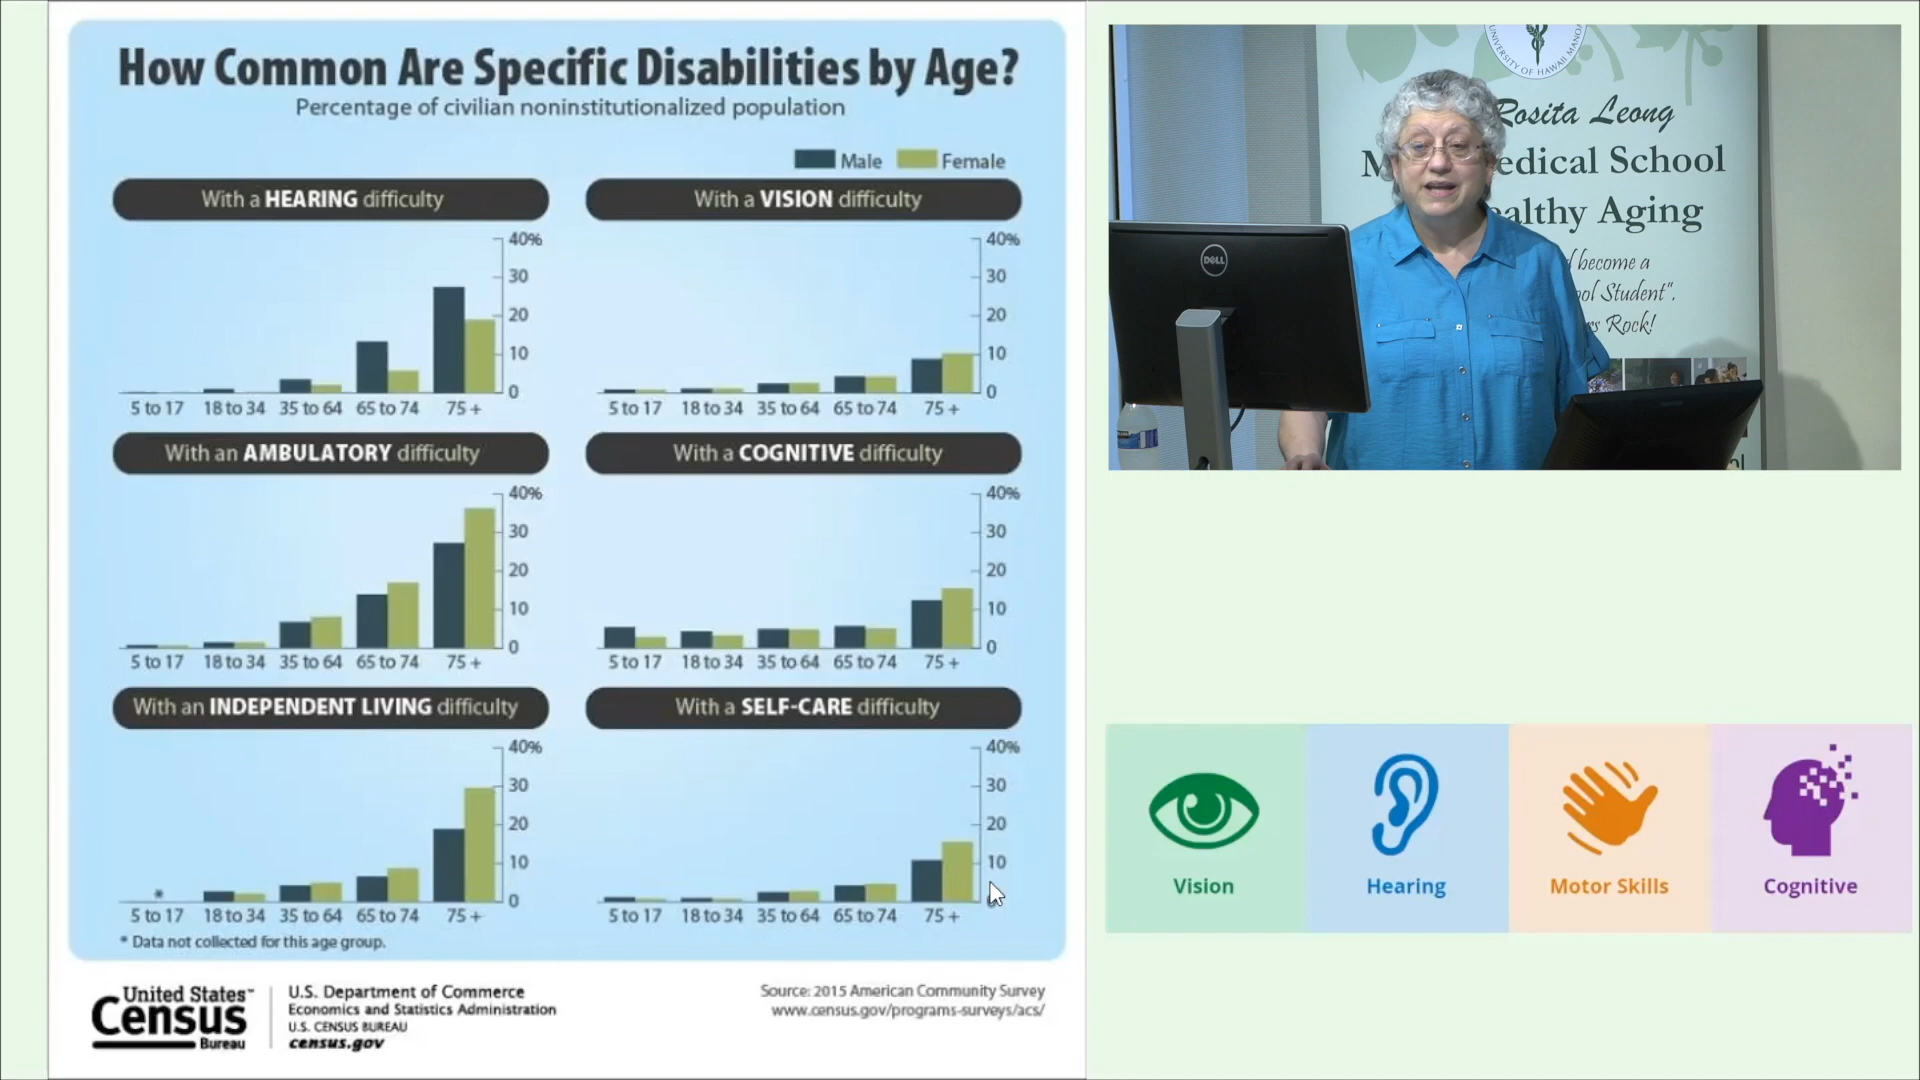 How Common Are Specific Disabilities by Age?
Percentage of civilian noninstitutionalized population
Male Female
With a HEARING difficulty
40%
30
20
10
0
5 to 17 18 to 34 35 to 64 65 to 74 75 +
With a VISION difficulty
40%
30
20
10
0
5 to 17 18 to 34 35 to 64 65 to 74 75 +
With an AMBULATORY difficulty
40%
30
20
10
0
5 to 17 18 to 34 35 to 64 65 to 74 75 +
With a COGNITIVE difficulty
40%
30
20
10
0
5 to 17 18 to 34 35 to 64 65 to 74 75 +
With an INDEPENDENT LIVING difficulty
40%
30
20
10
0
*
5 to 17 18 to 34 35 to 64 65 to 74 75 +
With a SELF-CARE difficulty
40%
30
20
10
5 to 17 18 to 34 35 to 64 65 to 74 75 +
* Data not collected for this age group.
United States™
Census
Bureau
U.S. Department of Commerce
Economics and Statistics Administration
U.S. CENSUS BUREAU
census.gov
Source: 2015 American Community Survey
www.census.gov/programs-surveys/acs/
UNIVERSITY OF HAWAII
Rosita Leong
Medical School
Healthy Aging
become a
Student".
Rock!
DELL
Vision
Hearing
Motor Skills
Cognitive